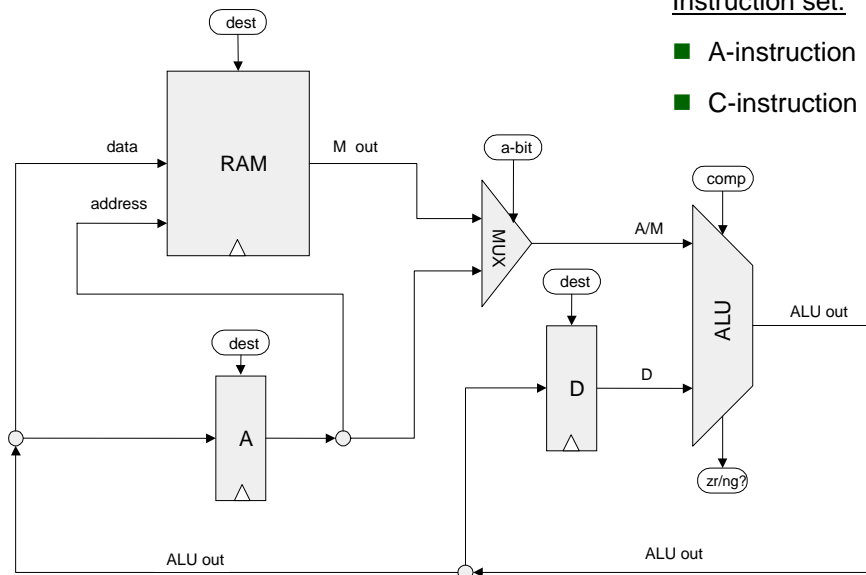 Instruction set:
A-instruction
C-instruction
dest
data
RAM
M out
a-bit
comp
address
MUX
A/M
dest
ALU
ALU out
dest
D
D
A
zr/ng?
ALU out
ALU out